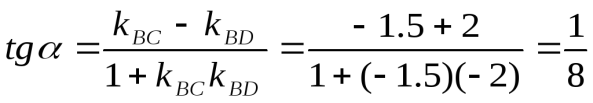 tgα = (k_BC − k_BD) / (1 + k_BC k_BD) = (− 1.5 + 2) / (1 + (− 1.5)(− 2)) = 1/8